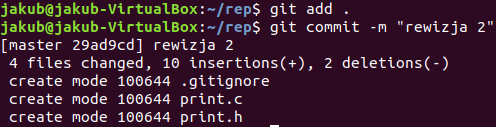 jakub@jakub-VirtualBox:~/rep$ git add .
jakub@jakub-VirtualBox:~/rep$ git commit -m "rewizja 2"
[master 29ad9cd] rewizja 2
 4 files changed, 10 insertions(+), 2 deletions(-)
 create mode 100644 .gitignore
 create mode 100644 print.c
 create mode 100644 print.h